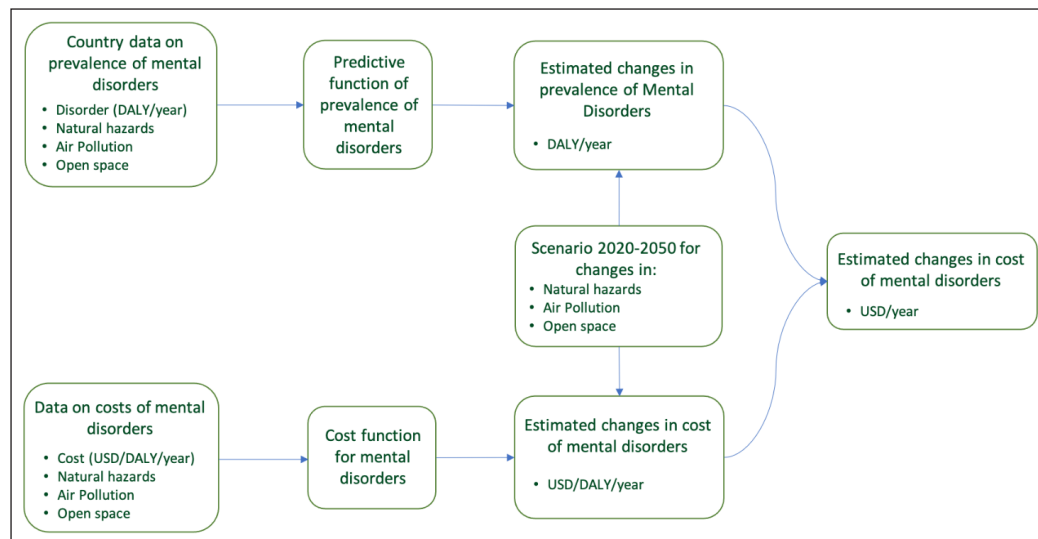 Country data on
prevalence of mental
disorders
• Disorder (DALY/year)
• Natural hazards
• Air Pollution
• Open space
Predictive
function of
prevalence of
mental
disorders
Estimated changes in
prevalence of Mental
Disorders
• DALY/year
Scenario 2020-2050 for
changes in:
• Natural hazards
• Air Pollution
• Open space
Estimated changes in cost
of mental disorders
• USD/year
Data on costs of mental
disorders
• Cost (USD/DALY/year)
• Natural hazards
• Air Pollution
• Open space
Cost function
for mental
disorders
Estimated changes in cost
of mental disorders
• USD/DALY/year